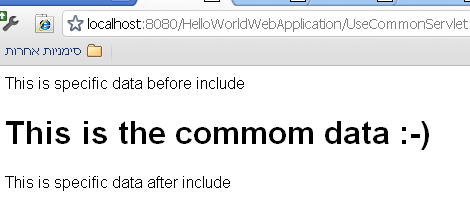 localhost:8080/HelloWorldWebApplication/UseCommonServlet
סימניות אחרות
This is specific data before include
This is the commom data :-)
This is specific data after include